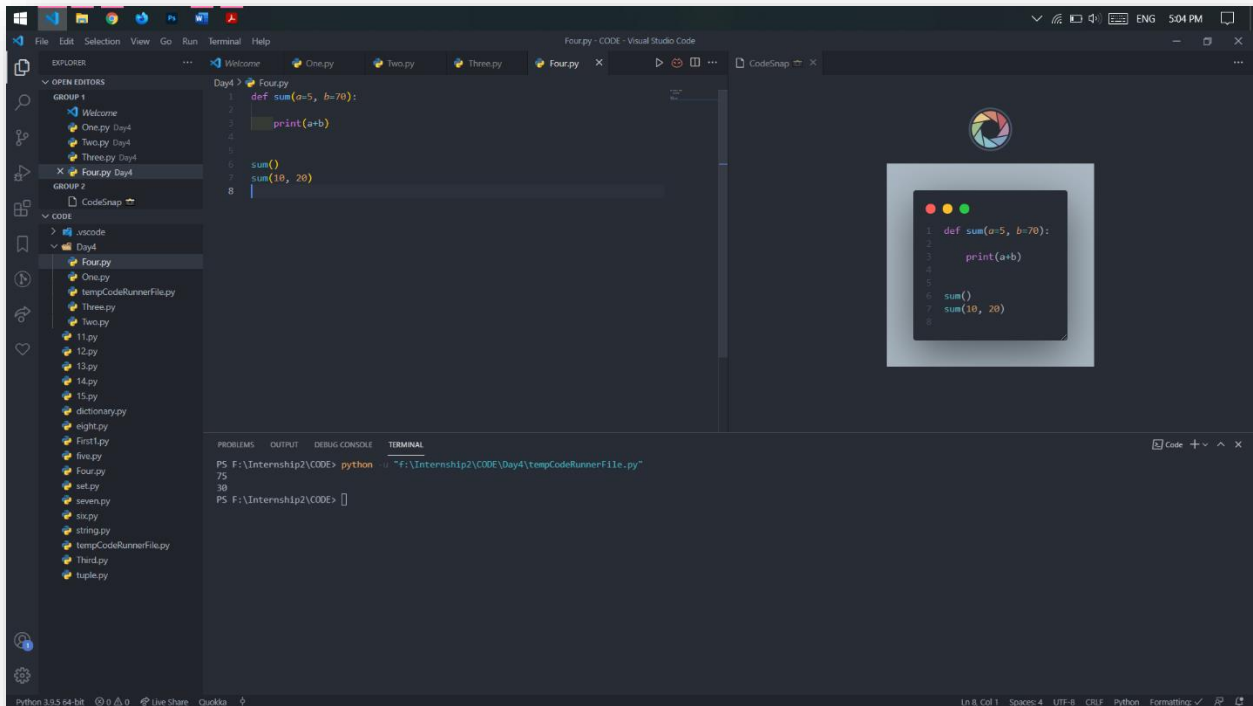 Ps
W
ENG 5:04 PM
File Edit Selection View Go Run Terminal Help
Four.py - CODE - Visual Studio Code
EXPLORER ...
OPEN EDITORS
GROUP 1
Welcome
One.py Day4
Two.py Day4
Three.py Day4
Four.py Day4
GROUP 2
CodeSnap
CODE
.vscode
Day4
Four.py
One.py
tempCodeRunnerFile.py
Three.py
Two.py
11.py
12.py
13.py
14.py
15.py
dictionary.py
eight.py
First1.py
five.py
Four.py
set.py
seven.py
six.py
string.py
tempCodeRunnerFile.py
Third.py
tuple.py
1
Welcome One.py Two.py Three.py Four.py
Day4 > Four.py
1 def sum(a=5, b=70):
2
3 print(a+b)
4
5
6 sum()
7 sum(10, 20)
8
CodeSnap
1 def sum(a=5, b=70):
2
3 print(a+b)
4
5
6 sum()
7 sum(10, 20)
8
PROBLEMS OUTPUT DEBUG CONSOLE TERMINAL
Code
PS F:\Internship2\CODE> python -u "f:\Internship2\CODE\Day4\tempCodeRunnerFile.py"
75
30
PS F:\Internship2\CODE>
Python 3.9.5 64-bit 0 0 Live Share Quokka
Ln 8, Col 1 Spaces: 4 UTF-8 CRLF Python Formatting: ✓